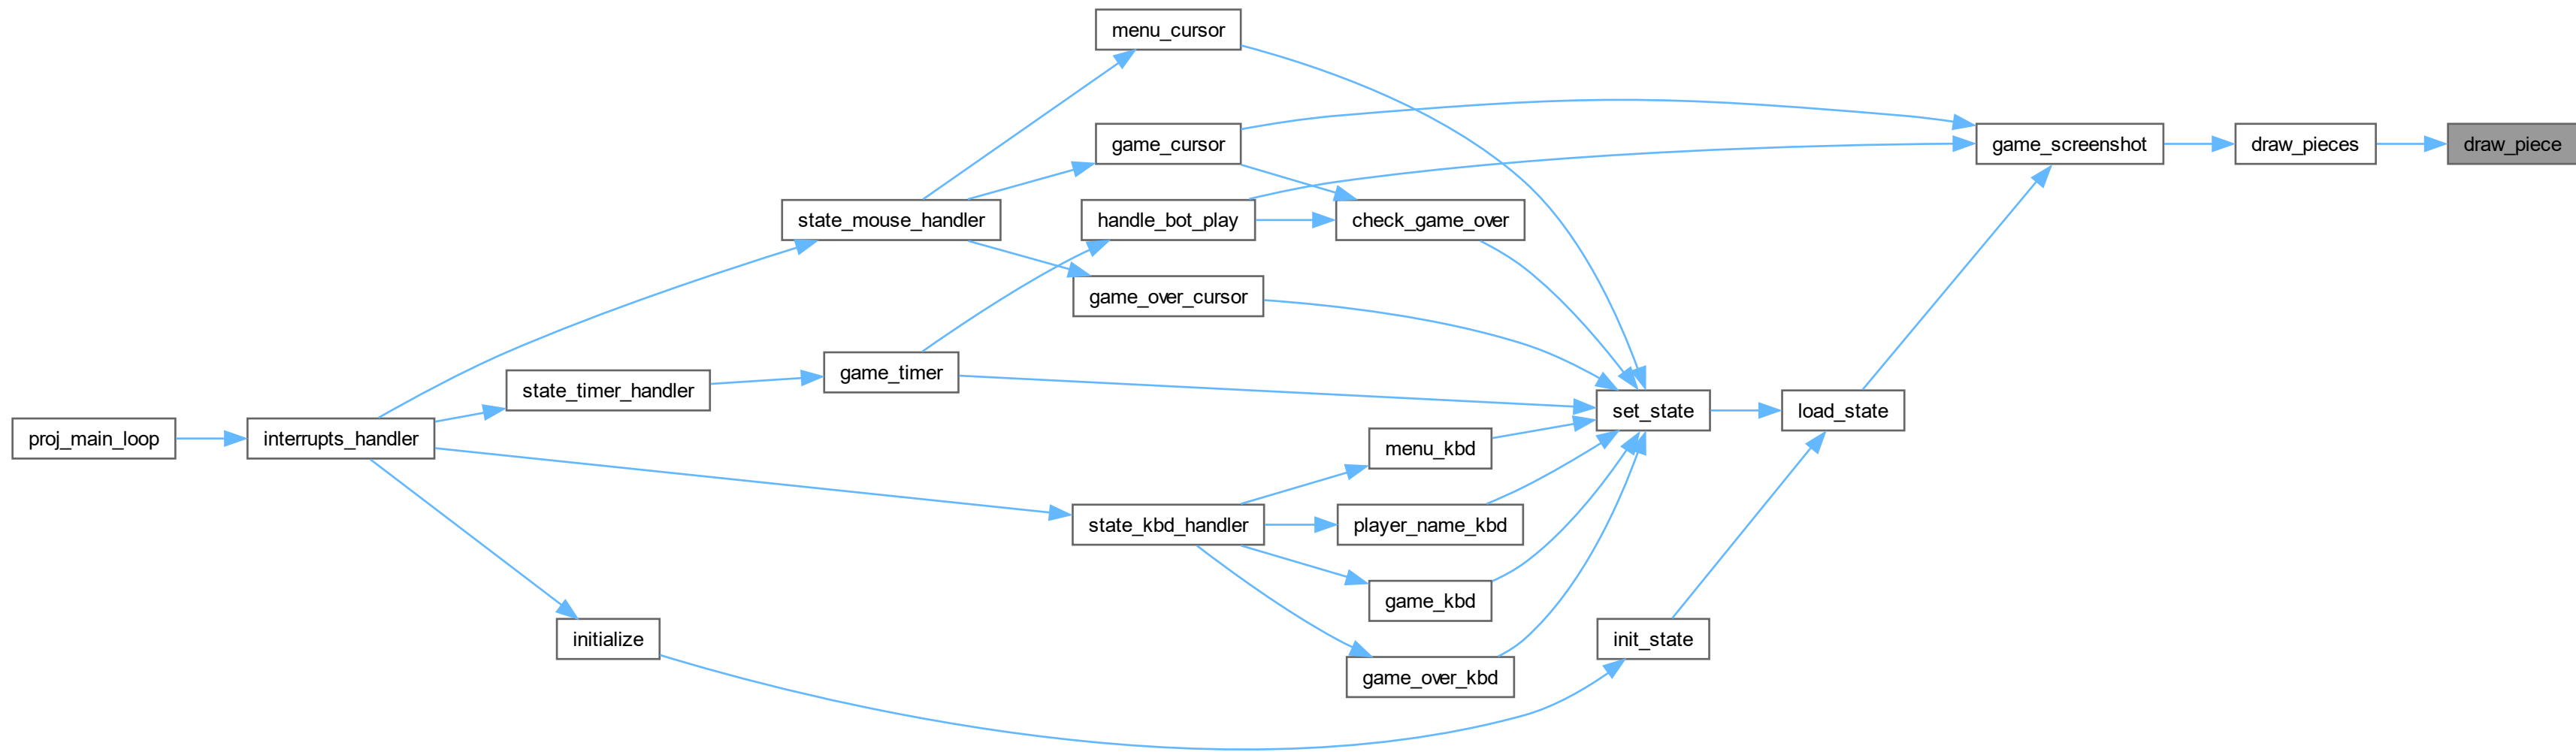 menu_cursor
game_cursor
game_screenshot
draw_pieces
draw_piece
state_mouse_handler
handle_bot_play
check_game_over
game_over_cursor
game_timer
state_timer_handler
set_state
load_state
proj_main_loop
interrupts_handler
menu_kbd
state_kbd_handler
player_name_kbd
game_kbd
initialize
init_state
game_over_kbd